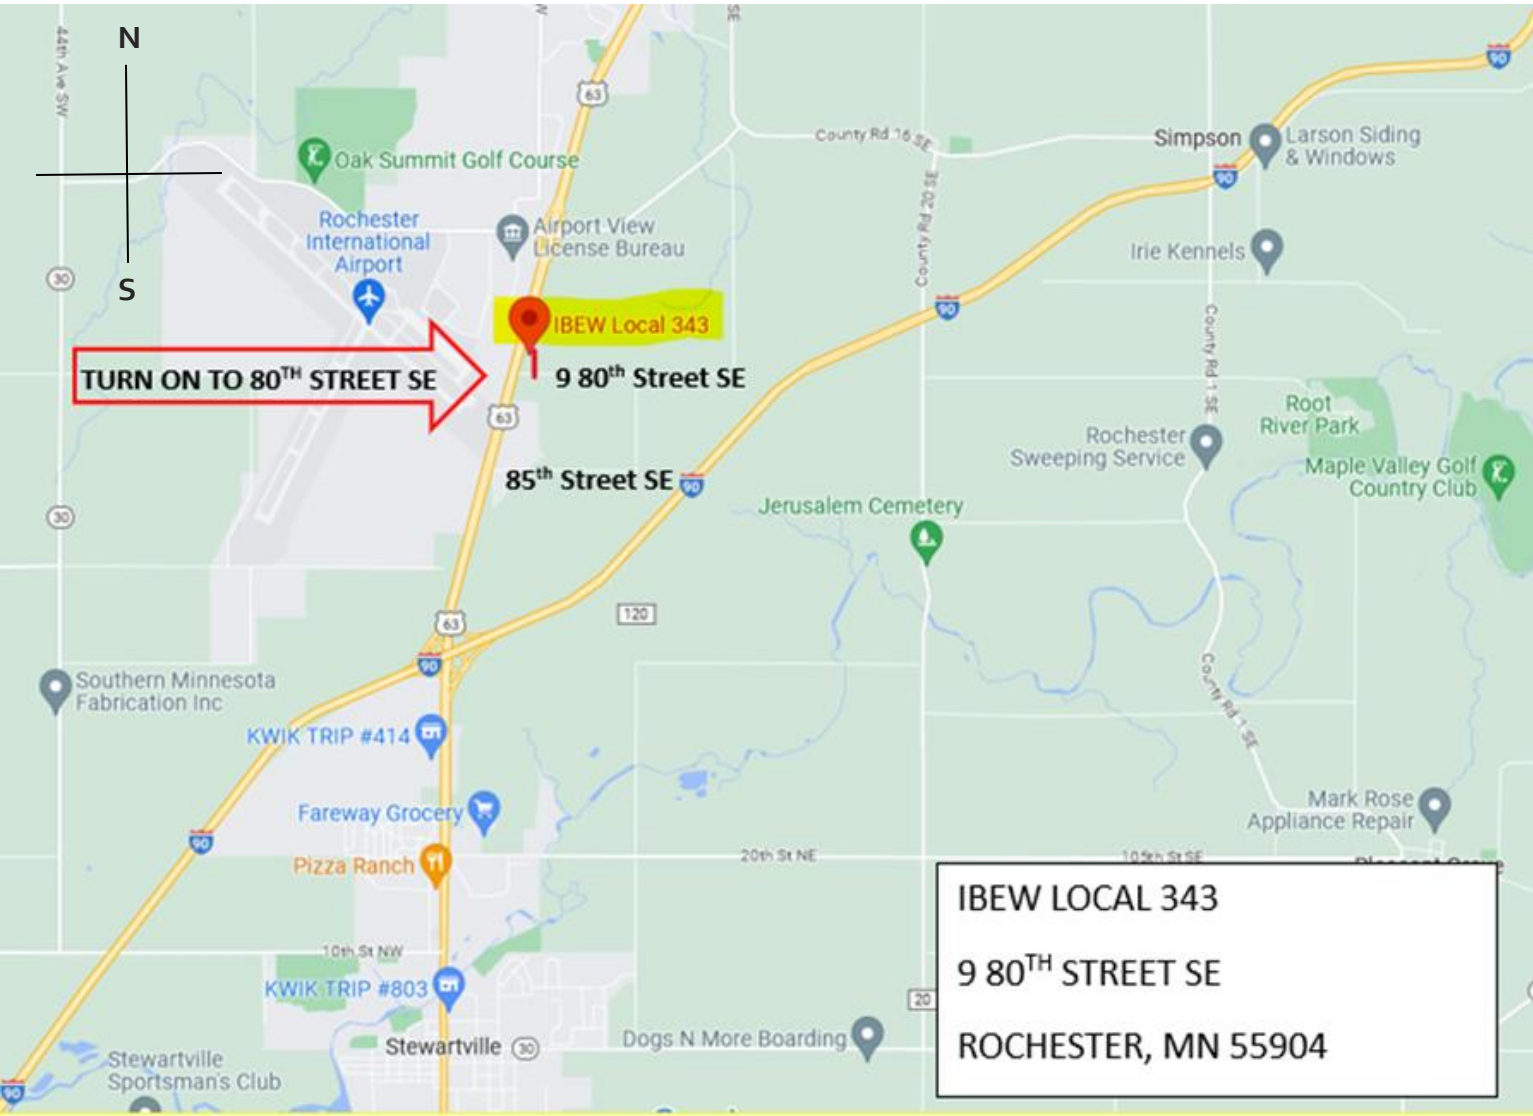 N
44th Ave SW
W
SE
90
63
County Rd 16 SE
Simpson
Larson Siding
& Windows
Oak Summit Golf Course
90
County Rd 20 SE
Rochester
International
Airport
Airport View
License Bureau
Irie Kennels
30
S
90
IBEW Local 343
County Rd 1 SE
TURN ON TO 80TH STREET SE
9 80th Street SE
63
Root
River Park
Rochester
Sweeping Service
Maple Valley Golf
Country Club
85th Street SE
90
Jerusalem Cemetery
30
63
120
90
Southern Minnesota
Fabrication Inc
County Rd 1 SE
KWIK TRIP #414
Fareway Grocery
Mark Rose
Appliance Repair
90
Pizza Ranch
20th St NE
105th St SE
Pleasant Grove
IBEW LOCAL 343
9 80TH STREET SE
ROCHESTER, MN 55904
10th St NW
KWIK TRIP #803
20
Stewartville
30
Dogs N More Boarding
Stewartville
Sportsman's Club
90